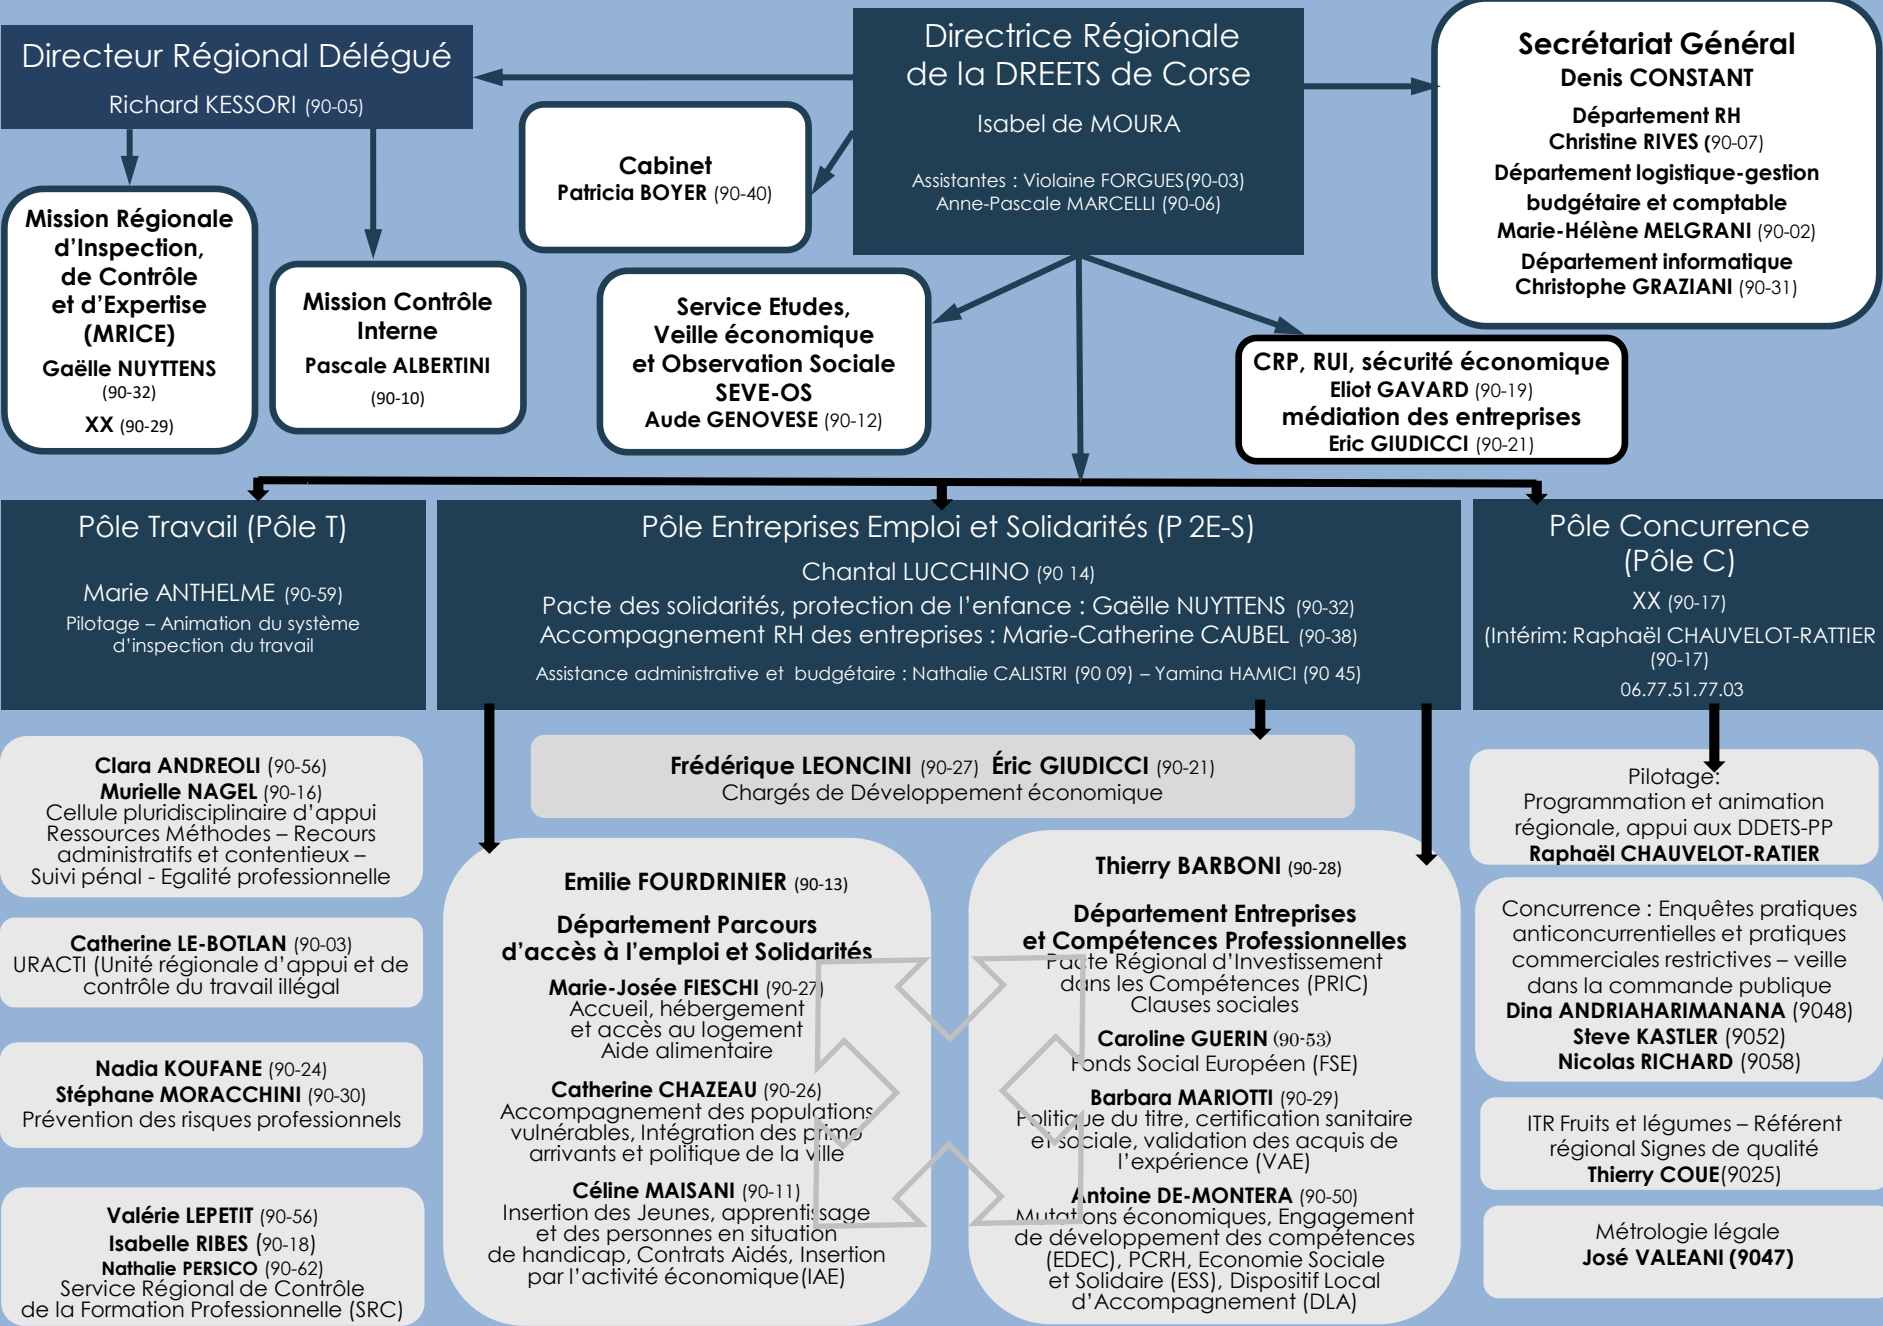 Directeur Régional Délégué
Richard KESSORI (90-05)
Directrice Régionale
de la DREETS de Corse
Isabel de MOURA
Assistantes : Violaine FORGUES(90-03)
Anne-Pascale MARCELLI (90-06)
Secrétariat Général
Denis CONSTANT
Département RH
Christine RIVES (90-07)
Département logistique-gestion
budgétaire et comptable
Marie-Hélène MELGRANI (90-02)
Département informatique
Christophe GRAZIANI (90-31)
Cabinet
Patricia BOYER (90-40)
Mission Régionale
d’Inspection,
de Contrôle
et d’Expertise
(MRICE)
Gaëlle NUYTTENS
(90-32)
XX (90-29)
Mission Contrôle
Interne
Pascale ALBERTINI
(90-10)
Service Etudes,
Veille économique
et Observation Sociale
SEVE-OS
Aude GENOVESE (90-12)
CRP, RUI, sécurité économique
Eliot GAVARD (90-19)
médiation des entreprises
Eric GIUDICCI (90-21)
Pôle Travail (Pôle T)
Marie ANTHELME (90-59)
Pilotage – Animation du système
d’inspection du travail
Pôle Entreprises Emploi et Solidarités (P 2E-S)
Chantal LUCCHINO (90 14)
Pacte des solidarités, protection de l’enfance : Gaëlle NUYTTENS (90-32)
Accompagnement RH des entreprises : Marie-Catherine CAUBEL (90-38)
Assistance administrative et budgétaire : Nathalie CALISTRI (90 09) – Yamina HAMICI (90 45)
Pôle Concurrence
(Pôle C)
XX (90-17)
(Intérim: Raphaël CHAUVELOT-RATTIER
(90-17)
06.77.51.77.03
Clara ANDREOLI (90-56)
Murielle NAGEL (90-16)
Cellule pluridisciplinaire d’appui
Ressources Méthodes – Recours
administratifs et contentieux –
Suivi pénal - Egalité professionnelle
Catherine LE-BOTLAN (90-03)
URACTI (Unité régionale d’appui et de
contrôle du travail illégal
Nadia KOUFANE (90-24)
Stéphane MORACCHINI (90-30)
Prévention des risques professionnels
Valérie LEPETIT (90-56)
Isabelle RIBES (90-18)
Nathalie PERSICO (90-62)
Service Régional de Contrôle
de la Formation Professionnelle (SRC)
Frédérique LEONCINI (90-27) Éric GIUDICCI (90-21)
Chargés de Développement économique
Emilie FOURDRINIER (90-13)
Département Parcours
d’accès à l’emploi et Solidarités
Marie-Josée FIESCHI (90-27)
Accueil, hébergement
et accès au logement
Aide alimentaire
Catherine CHAZEAU (90-26)
Accompagnement des populations
vulnérables, Intégration des primo
arrivants et politique de la ville
Céline MAISANI (90-11)
Insertion des Jeunes, apprentissage
et des personnes en situation
de handicap, Contrats Aidés, Insertion
par l’activité économique(IAE)
Thierry BARBONI (90-28)
Département Entreprises
et Compétences Professionnelles
Pacte Régional d’Investissement
dans les Compétences (PRIC)
Clauses sociales
Caroline GUERIN (90-53)
Fonds Social Européen (FSE)
Barbara MARIOTTI (90-29)
Politique du titre, certification sanitaire
et sociale, validation des acquis de
l’expérience (VAE)
Antoine DE-MONTERA (90-50)
Mutations économiques, Engagement
de développement des compétences
(EDEC), PCRH, Economie Sociale
et Solidaire (ESS), Dispositif Local
d’Accompagnement (DLA)
Pilotage:
Programmation et animation
régionale, appui aux DDETS-PP
Raphaël CHAUVELOT-RATIER
Concurrence : Enquêtes pratiques
anticoncurrentielles et pratiques
commerciales restrictives – veille
dans la commande publique
Dina ANDRIAHARIMANANA (9048)
Steve KASTLER (9052)
Nicolas RICHARD (9058)
ITR Fruits et légumes – Référent
régional Signes de qualité
Thierry COUE(9025)
Métrologie légale
José VALEANI (9047)